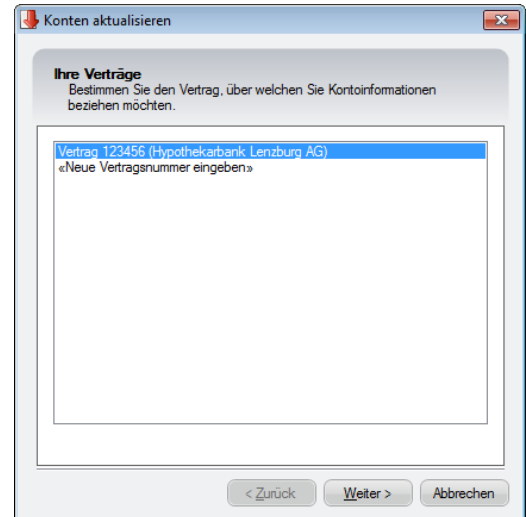 Konten aktualisieren
Ihre Verträge
Bestimmen Sie den Vertrag, über welchen Sie Kontoinformationen
beziehen möchten.
Vertrag 123456 (Hypothekarbank Lenzburg AG)
«Neue Vertragsnummer eingeben»
< Zurück Weiter > Abbrechen